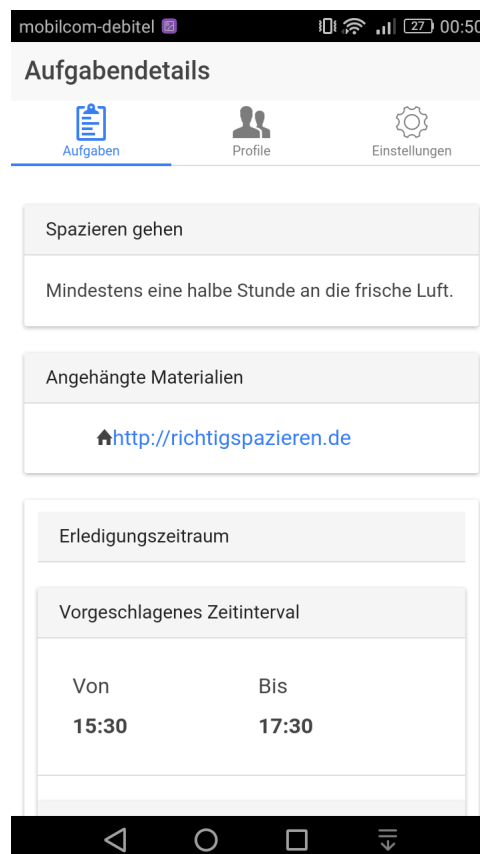 mobilcom-debitel 27 00:50
Aufgabendetails
Aufgaben Profile Einstellungen
Spazieren gehen
Mindestens eine halbe Stunde an die frische Luft.
Angehängte Materialien
http://richtigspazieren.de
Erledigungszeitraum
Vorgeschlagenes Zeitinterval
Von Bis
15:30 17:30